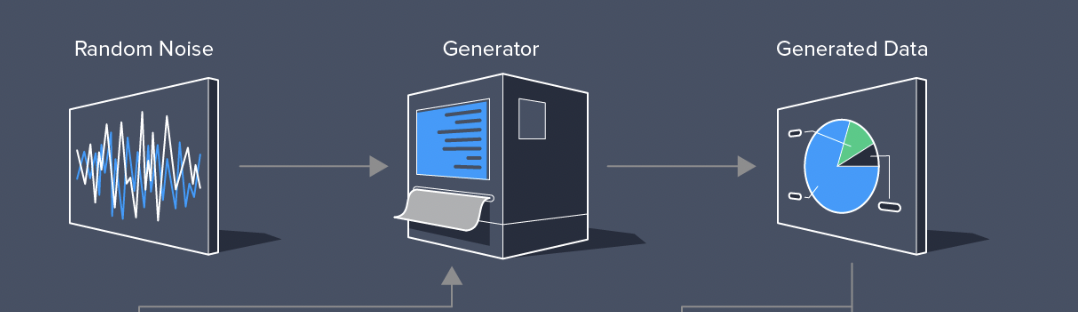 Random Noise
Generator
Generated Data